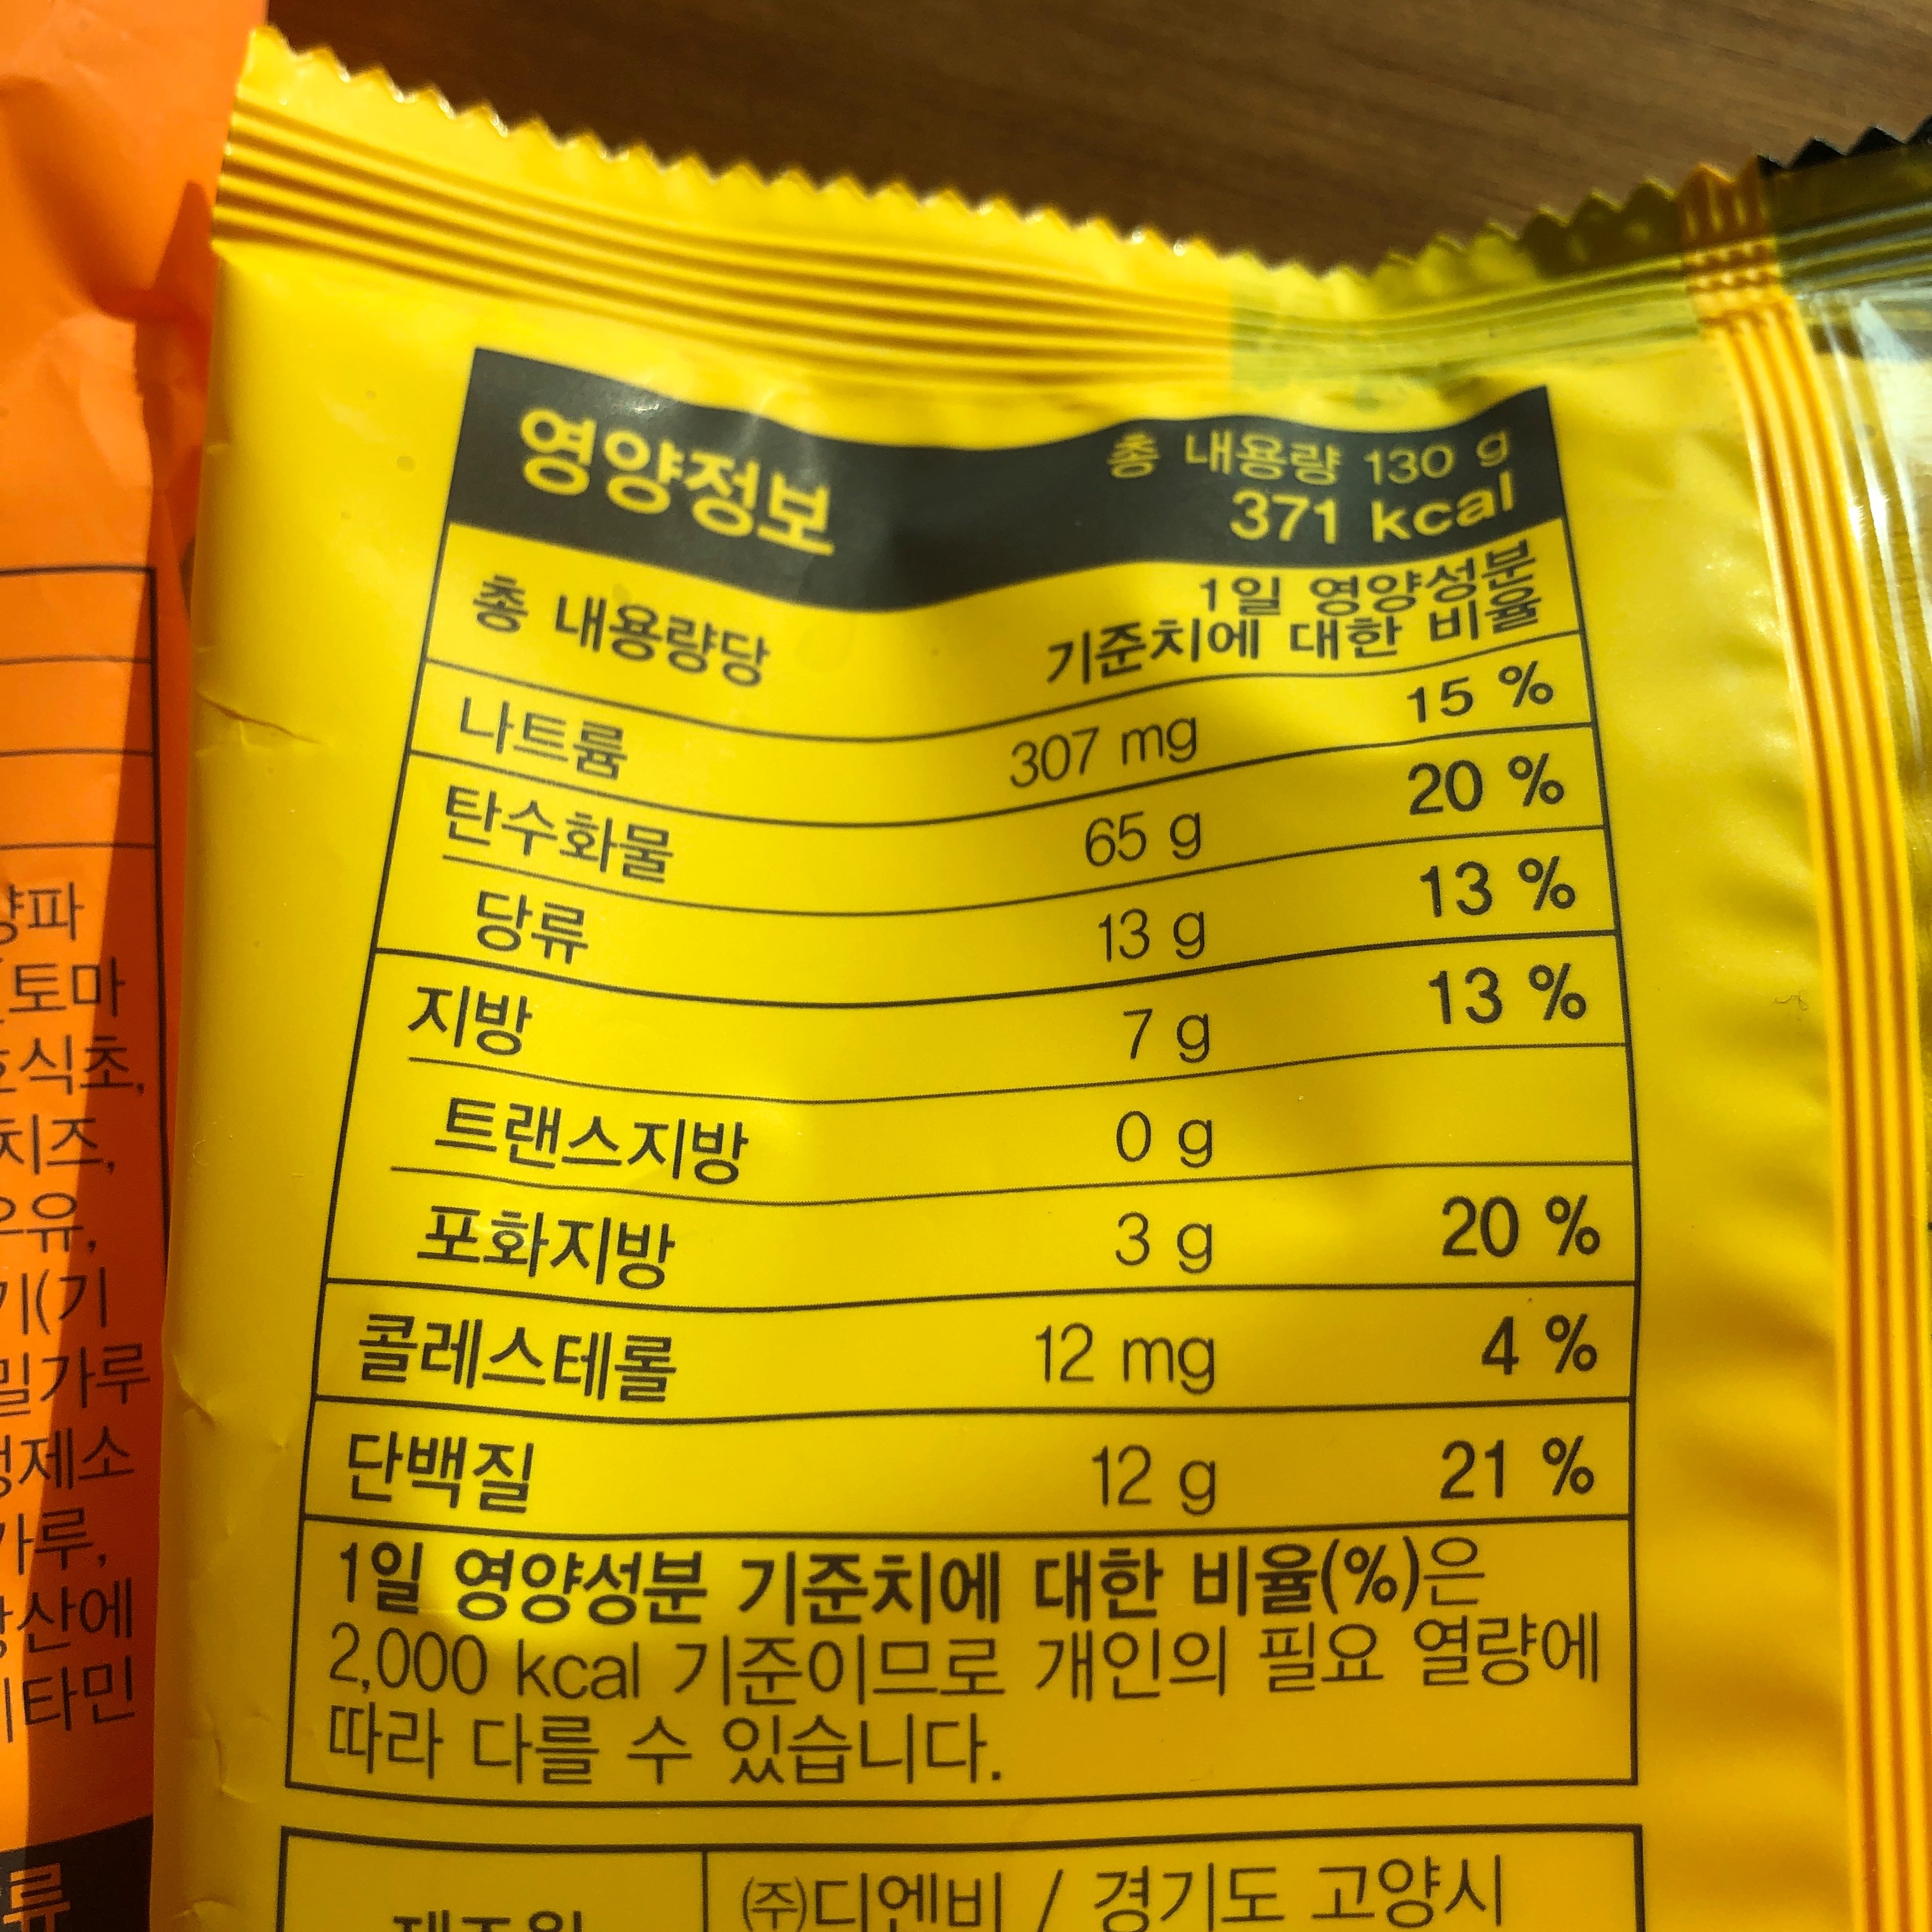 영양정보
총 내용량 130 g
371 kcal
총 내용량당
1일 영양성분
기준치에 대한 비율
나트륨 307 mg 15 %
탄수화물 65 g 20 %
당류 13 g 13 %
지방 7 g 13 %
트랜스지방 0 g
포화지방 3 g 20 %
콜레스테롤 12 mg 4 %
단백질 12 g 21 %
1일 영양성분 기준치에 대한 비율(%)은
2,000 kcal 기준이므로 개인의 필요 열량에
따라 다를 수 있습니다.
㈜디엔비 / 경기도 고양시
양파
토마
식초,
치즈,
우유,
기(기
밀가루
정제소
가루,
산에
비타민
류